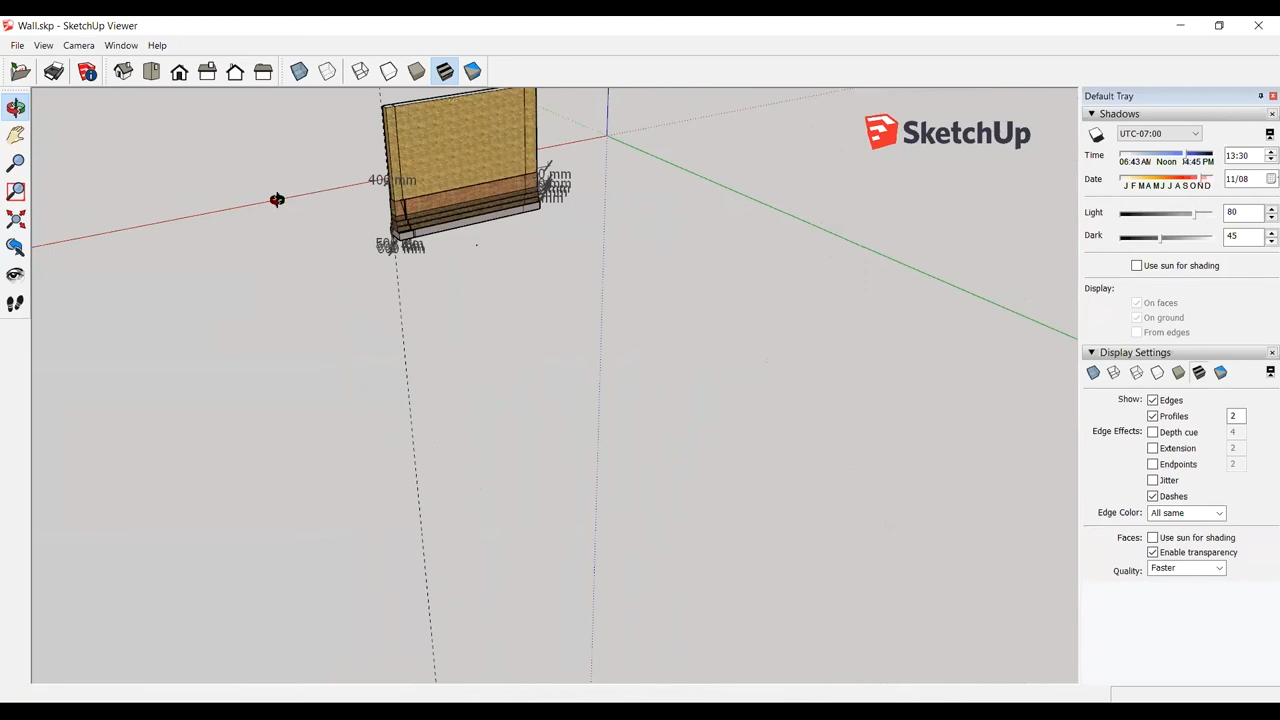 Wall.skp - SketchUp Viewer
File View Camera Window Help
Default Tray
Shadows
SketchUp
UTC-07:00
Time
06:43 AM Noon 04:45 PM
13:30
Date
J F M A M J J A S O N D
11/08
Light 80
Dark 45
Use sun for shading
Display:
On faces
On ground
From edges
Display Settings
Show: Edges
Profiles 2
Edge Effects: Depth cue 4
Extension 2
Endpoints 2
Jitter
Dashes
Edge Color: All same
Faces: Use sun for shading
Enable transparency
Quality: Faster
400 mm